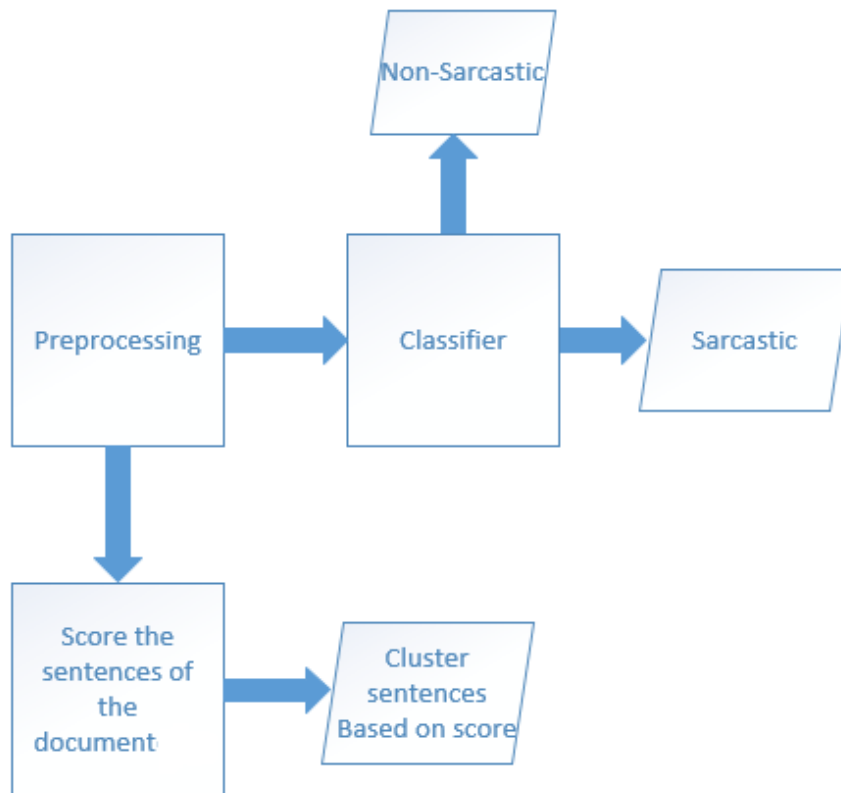 Non-Sarcastic
Preprocessing
Classifier
Sarcastic
Score the
sentences of
the
document
Cluster
sentences
Based on score